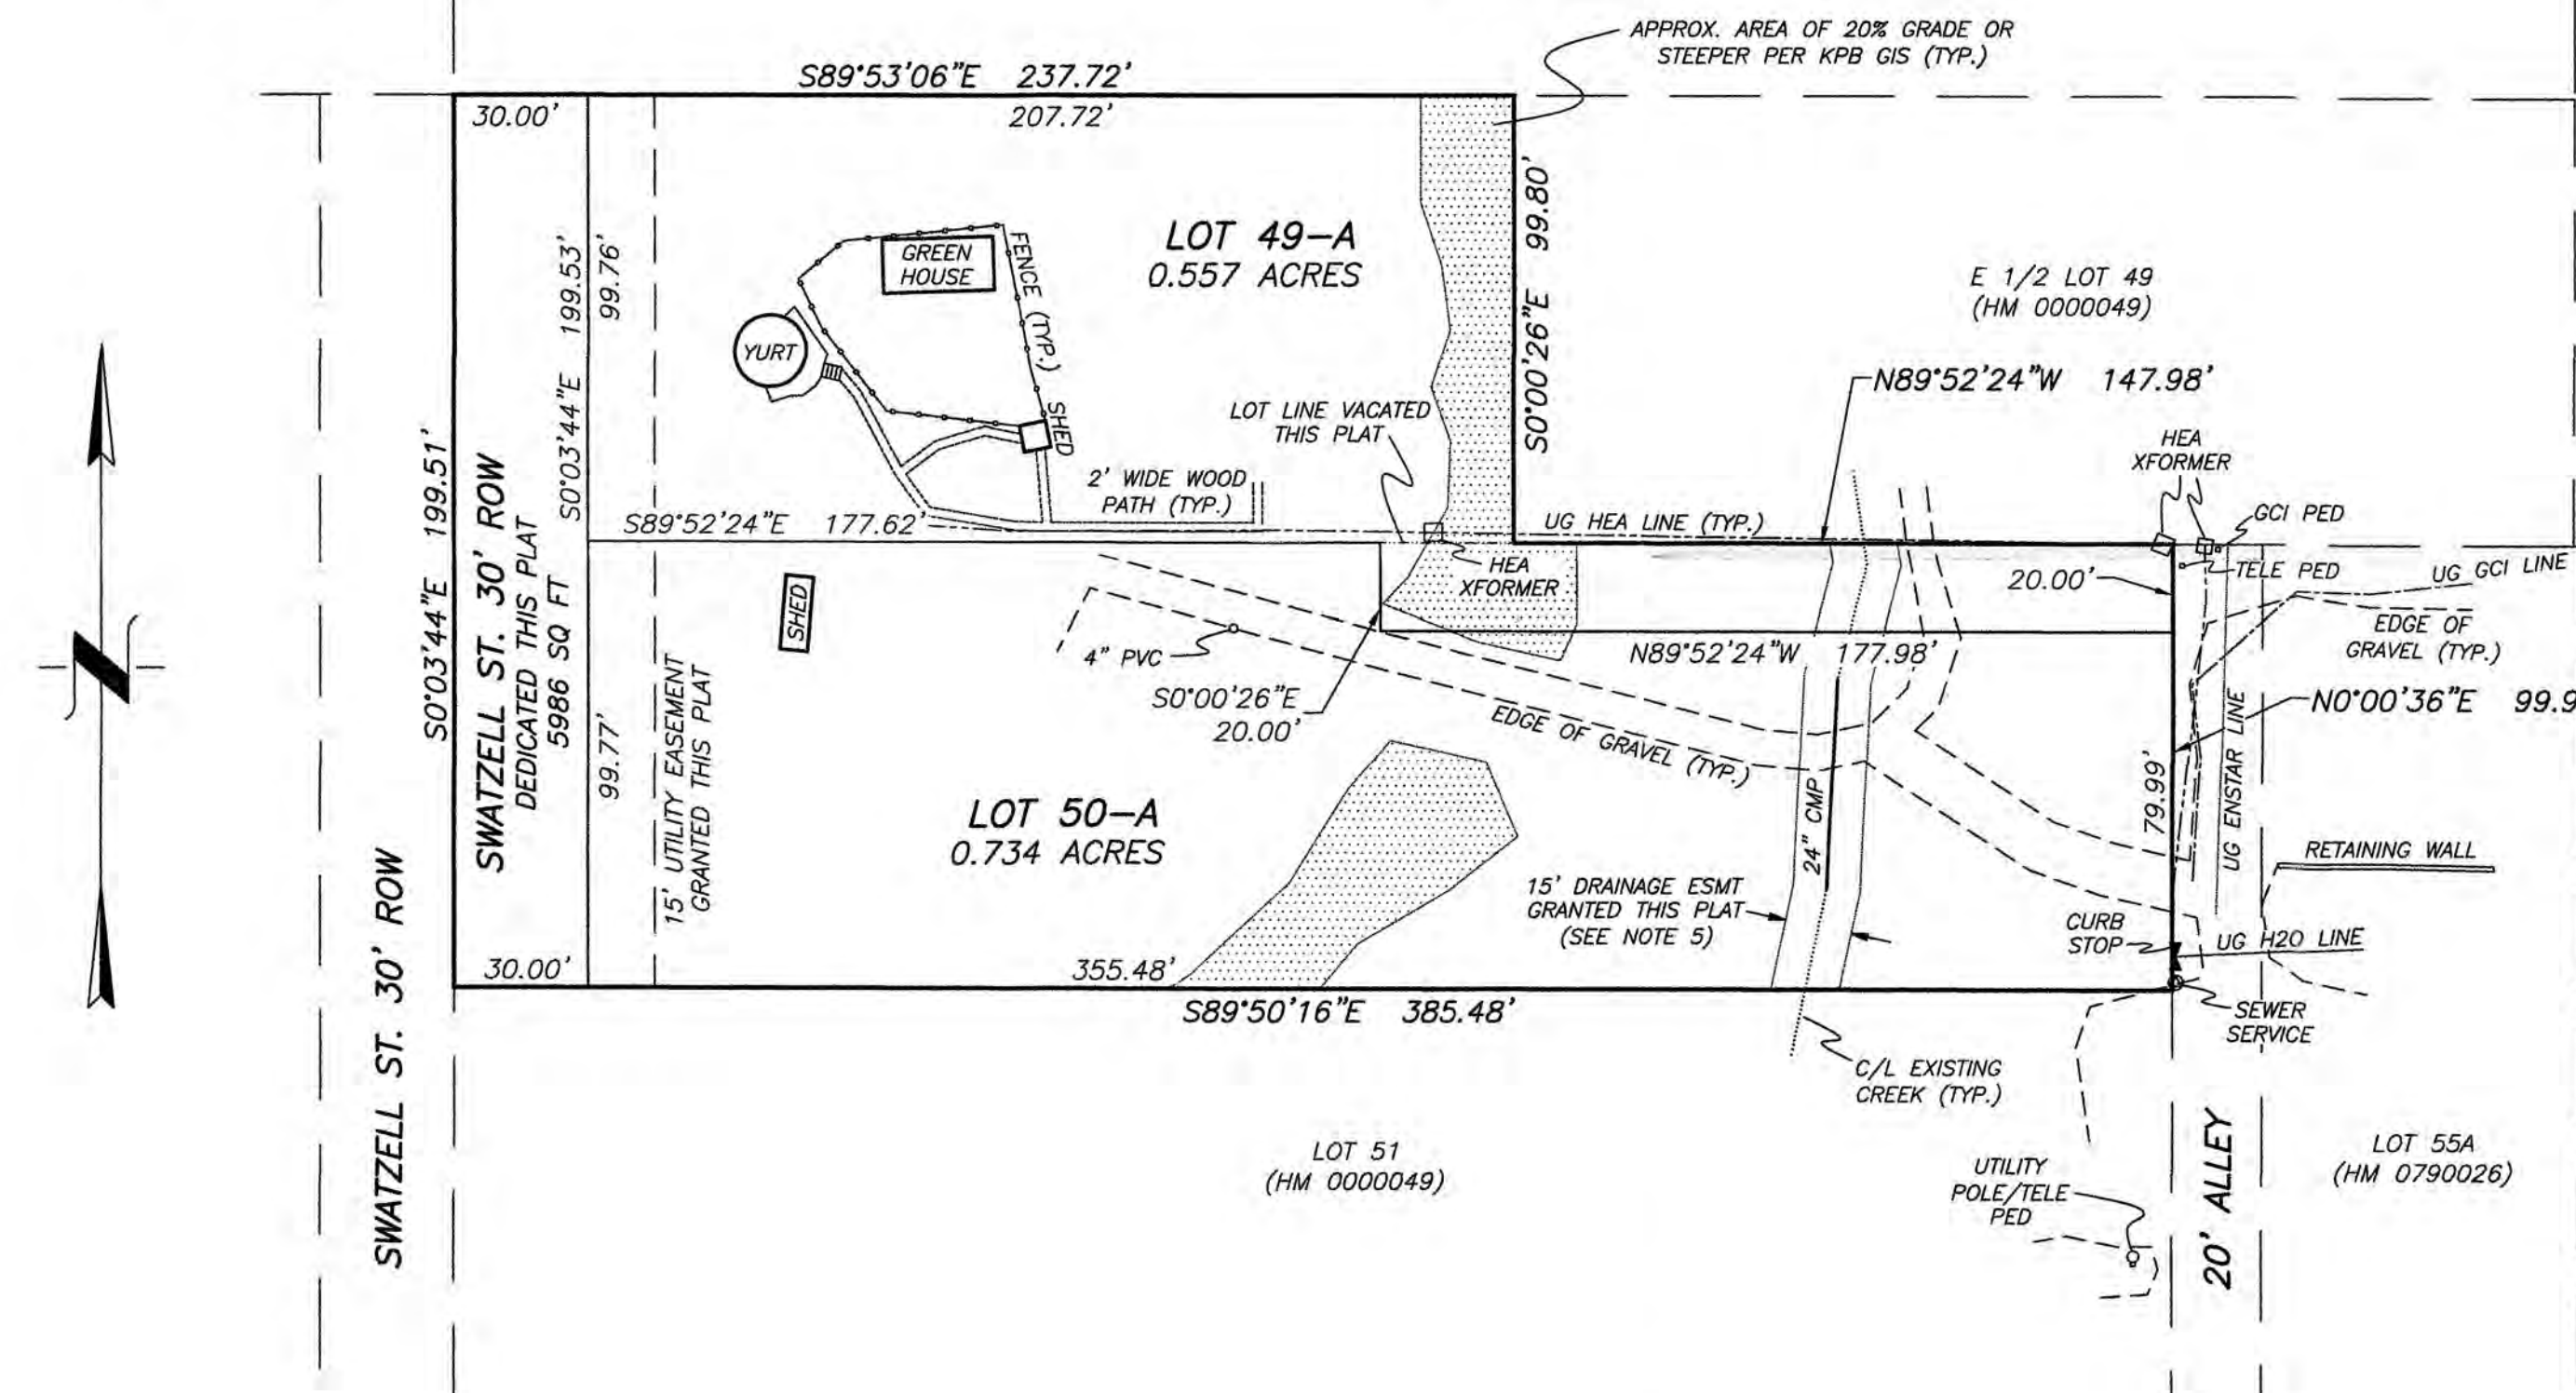 APPROX. AREA OF 20% GRADE OR
STEEPER PER KPB GIS (TYP.)
S89°53'06"E 237.72'
30.00'
207.72'
S0°03'44"E 199.51'
SWATZELL ST. 30' ROW
DEDICATED THIS PLAT
5986 SQ FT
S0°03'44"E 199.53'
99.76'
LOT 49-A
0.557 ACRES
GREEN
HOUSE
FENCE (TYP.)
YURT
SHED
S0°00'26"E 99.80'
E 1/2 LOT 49
(HM 0000049)
N89°52'24"W 147.98'
LOT LINE VACATED
THIS PLAT
2' WIDE WOOD
PATH (TYP.)
S89°52'24"E 177.62'
UG HEA LINE (TYP.)
HEA
XFORMER
GCI PED
HEA
XFORMER
20.00'
TELE PED
UG GCI LINE
EDGE OF
GRAVEL (TYP.)
SHED
4" PVC
N89°52'24"W 177.98'
S0°00'26"E
20.00'
N0°00'36"E 99.9
99.77'
15' UTILITY EASEMENT
GRANTED THIS PLAT
EDGE OF GRAVEL (TYP.)
79.99'
UG ENSTAR LINE
LOT 50-A
0.734 ACRES
24" CMP
RETAINING WALL
15' DRAINAGE ESMT
GRANTED THIS PLAT
(SEE NOTE 5)
CURB
STOP
UG H2O LINE
30.00'
355.48'
S89°50'16"E 385.48'
SEWER
SERVICE
C/L EXISTING
CREEK (TYP.)
SWATZELL ST. 30' ROW
LOT 51
(HM 0000049)
UTILITY
POLE/TELE
PED
20' ALLEY
LOT 55A
(HM 0790026)
N